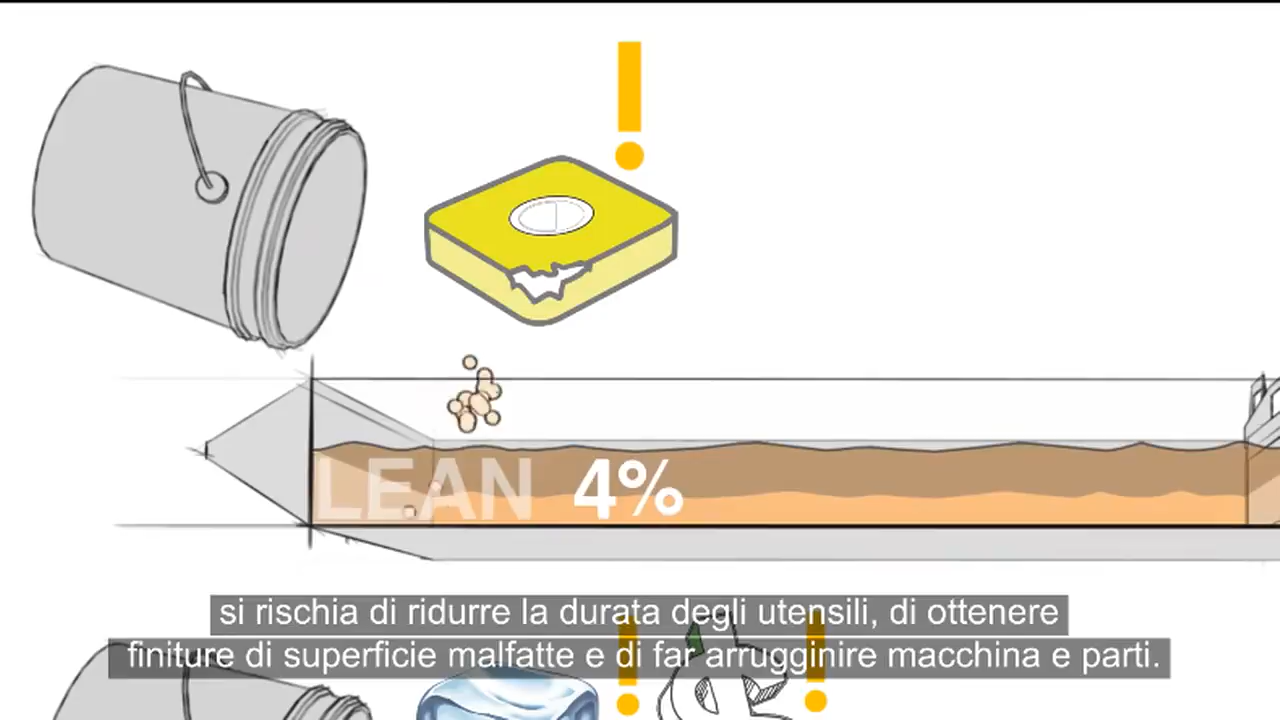 LEAN 4%
si rischia di ridurre la durata degli utensili, di ottenere
finiture di superficie malfatte e di far arrugginire macchina e parti.